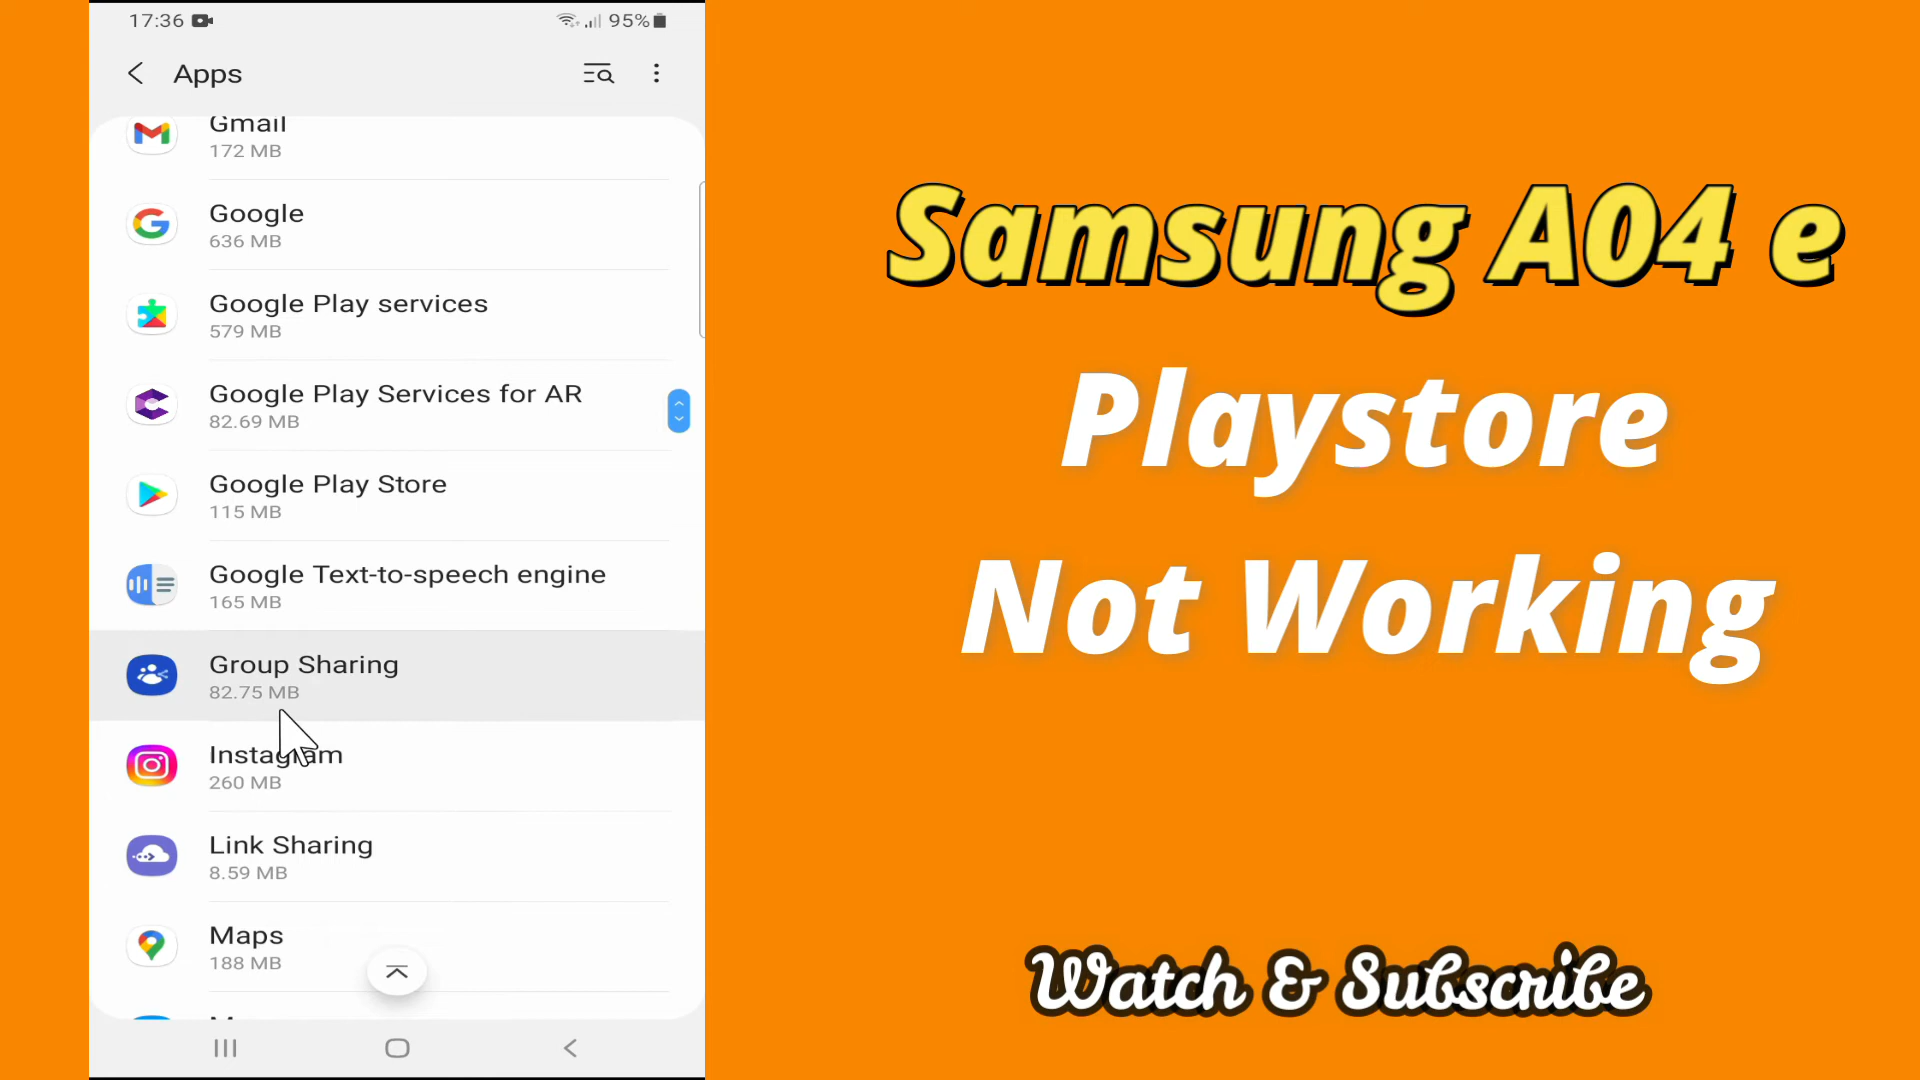 17:36
95%
Apps
Gmail
172 MB
Google
636 MB
Google Play services
579 MB
Google Play Services for AR
82.69 MB
Google Play Store
115 MB
Google Text-to-speech engine
165 MB
Group Sharing
82.75 MB
Instagram
260 MB
Link Sharing
8.59 MB
Maps
188 MB
Samsung A04 e
Playstore
Not Working
Watch & Subscribe